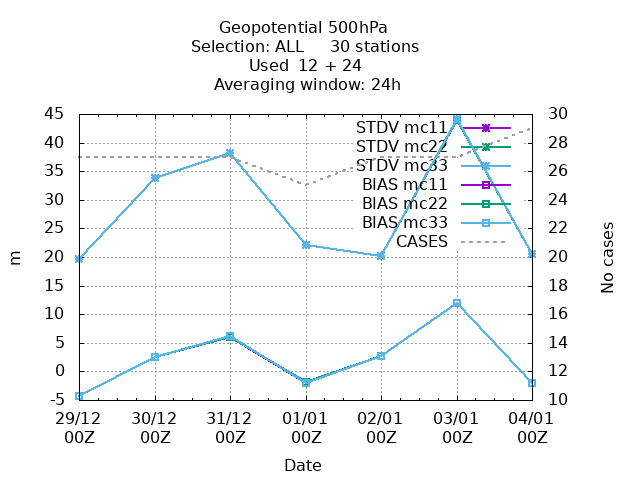 Geopotential 500hPa
Selection: ALL     30 stations
Used  12 + 24
Averaging window: 24h
STDV mc11
STDV mc22
STDV mc33
BIAS mc11
BIAS mc22
BIAS mc33
CASES
45
40
35
30
25
20
15
10
5
0
-5
m
30
28
26
24
22
20
18
16
14
12
10
No cases
29/12 30/12 31/12 01/01 02/01 03/01 04/01
00Z 00Z 00Z 00Z 00Z 00Z 00Z
Date